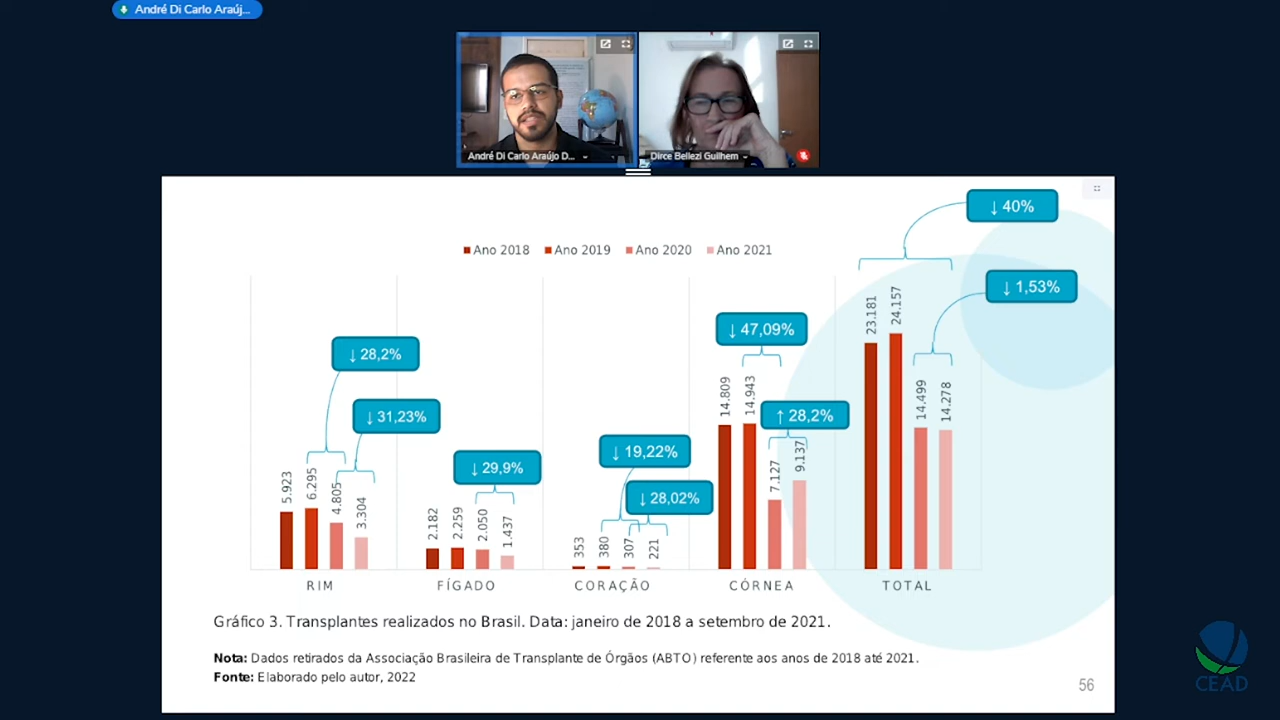 André Di Carlo Araúj...
André Di Carlo Araújo D...
Dirce Bellezi Guilhem
↓ 40%
Ano 2018 Ano 2019 Ano 2020 Ano 2021
↓ 1,53%
↓ 28,2%
↓ 31,23%
↓ 29,9%
↓ 19,22%
↓ 28,02%
↓ 47,09%
↑ 28,2%
5.923 6.295 4.805 3.304
2.182 2.259 2.050 1.437
353 380 307 221
14.809 14.943 7.127 9.137
23.181 24.157 14.499 14.278
RIM FÍGADO CORAÇÃO CÓRNEA TOTAL
Gráfico 3. Transplantes realizados no Brasil. Data: janeiro de 2018 a setembro de 2021.
Nota: Dados retirados da Associação Brasileira de Transplante de Órgãos (ABTO) referente aos anos de 2018 até 2021.
Fonte: Elaborado pelo autor, 2022
56
CEAD